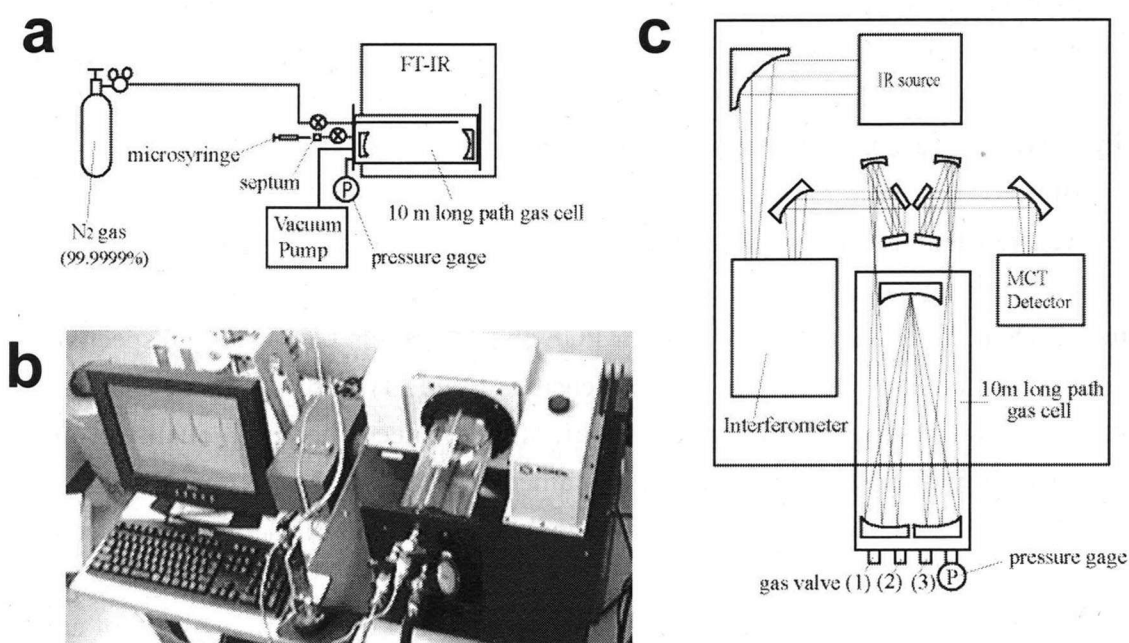 a
FT-IR
microsyringe
septum
P
10 m long path gas cell
N2 gas
(99.9999%)
Vacuum
Pump
pressure gage
b
c
IR source
MCT
Detector
10m long path
gas cell
Interferometer
pressure gage
gas valve (1) (2) (3) P